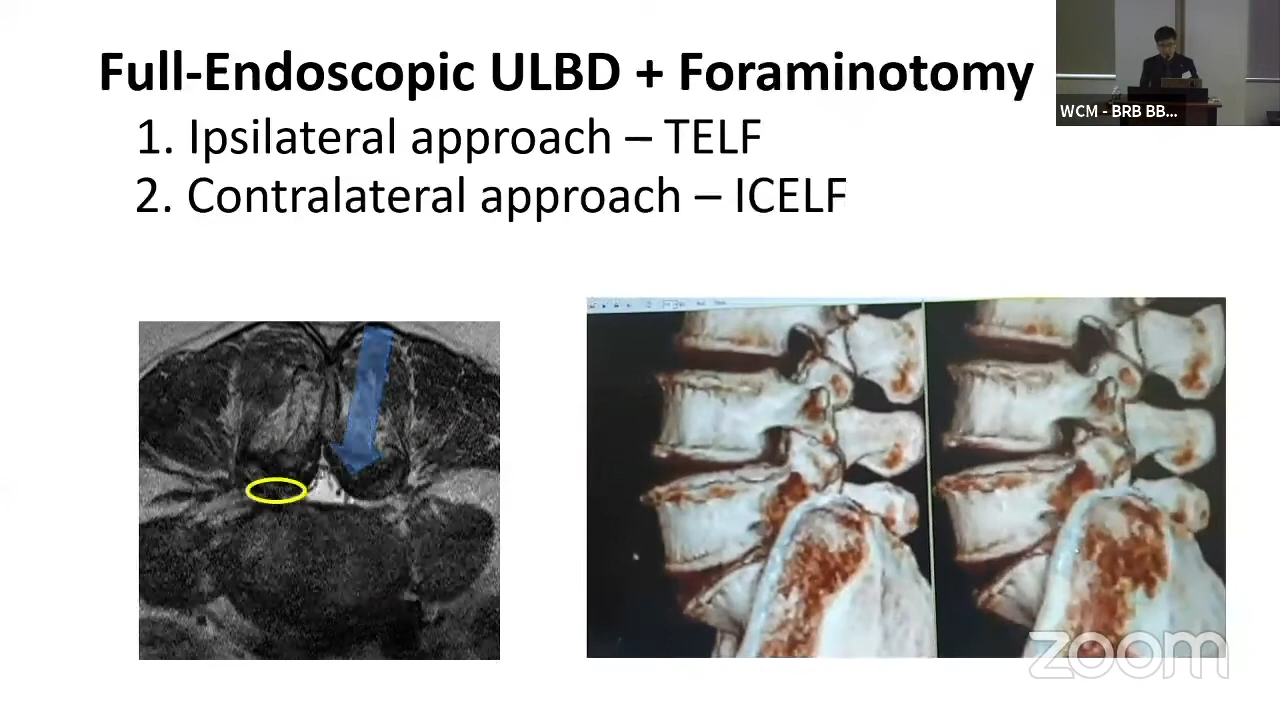 Full-Endoscopic ULBD + Foraminotomy
1. Ipsilateral approach – TELF
2. Contralateral approach – ICELF
WCM - BRB BB...
zoom